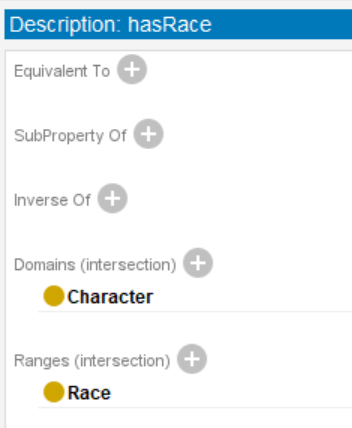 Description: hasRace
Equivalent To
SubProperty Of
Inverse Of
Domains (intersection)
Character
Ranges (intersection)
Race